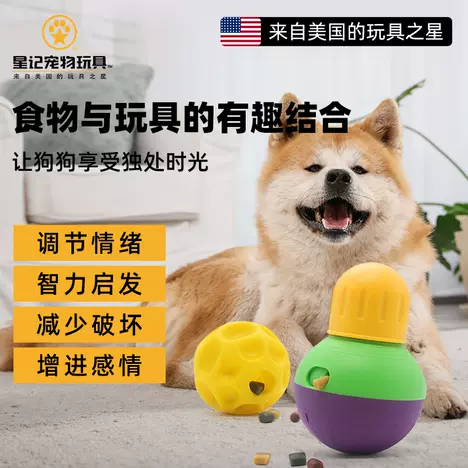 星记宠物玩具
来自美国的玩具之星
来自美国的玩具之星
食物与玩具的有趣结合
让狗狗享受独处时光
调节情绪
智力启发
减少破坏
增进感情